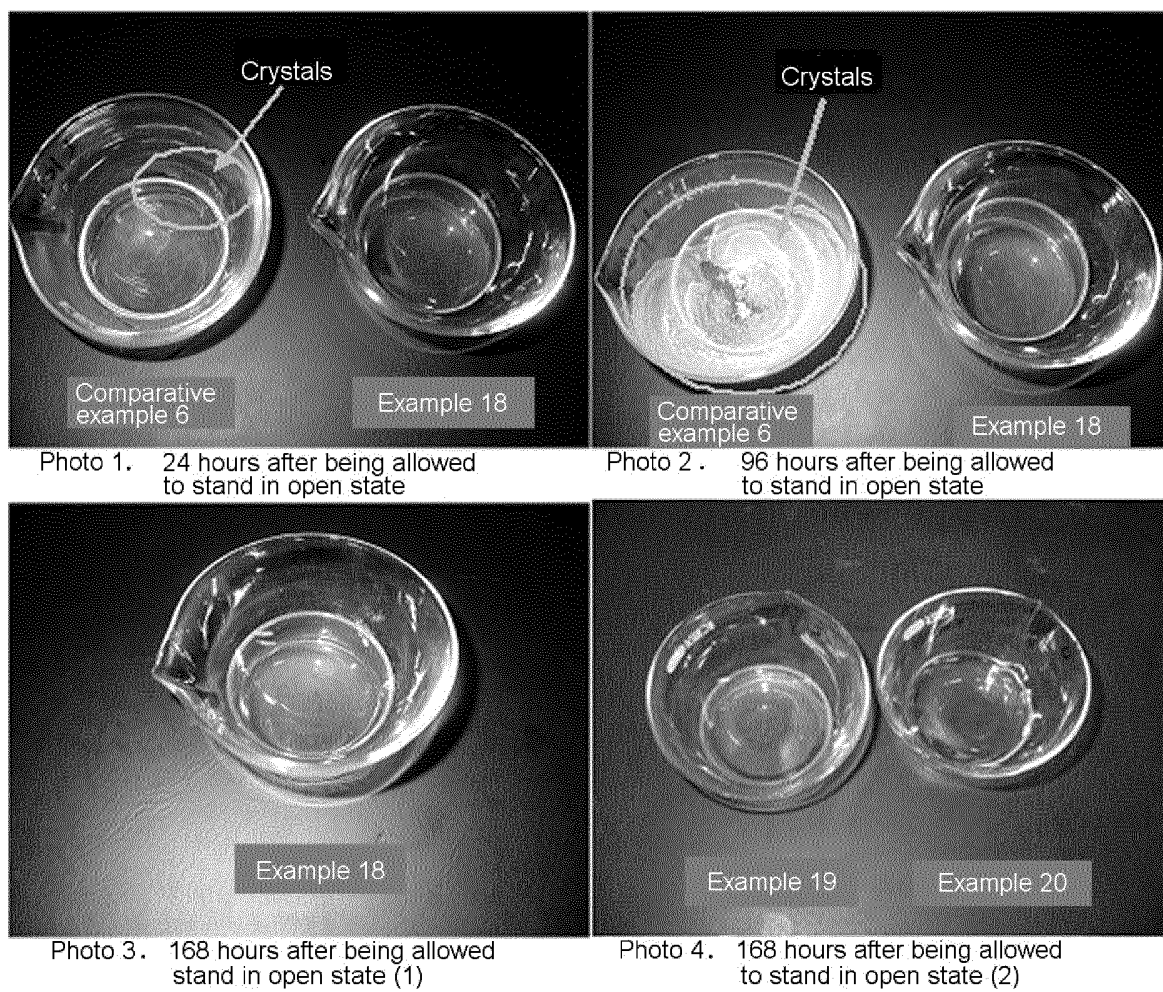 Crystals
Comparative
example 6
Example 18
Photo 1. 24 hours after being allowed
to stand in open state
Crystals
Comparative
example 6
Example 18
Photo 2. 96 hours after being allowed
to stand in open state
Example 18
Photo 3. 168 hours after being allowed
stand in open state (1)
Example 19
Example 20
Photo 4. 168 hours after being allowed
to stand in open state (2)